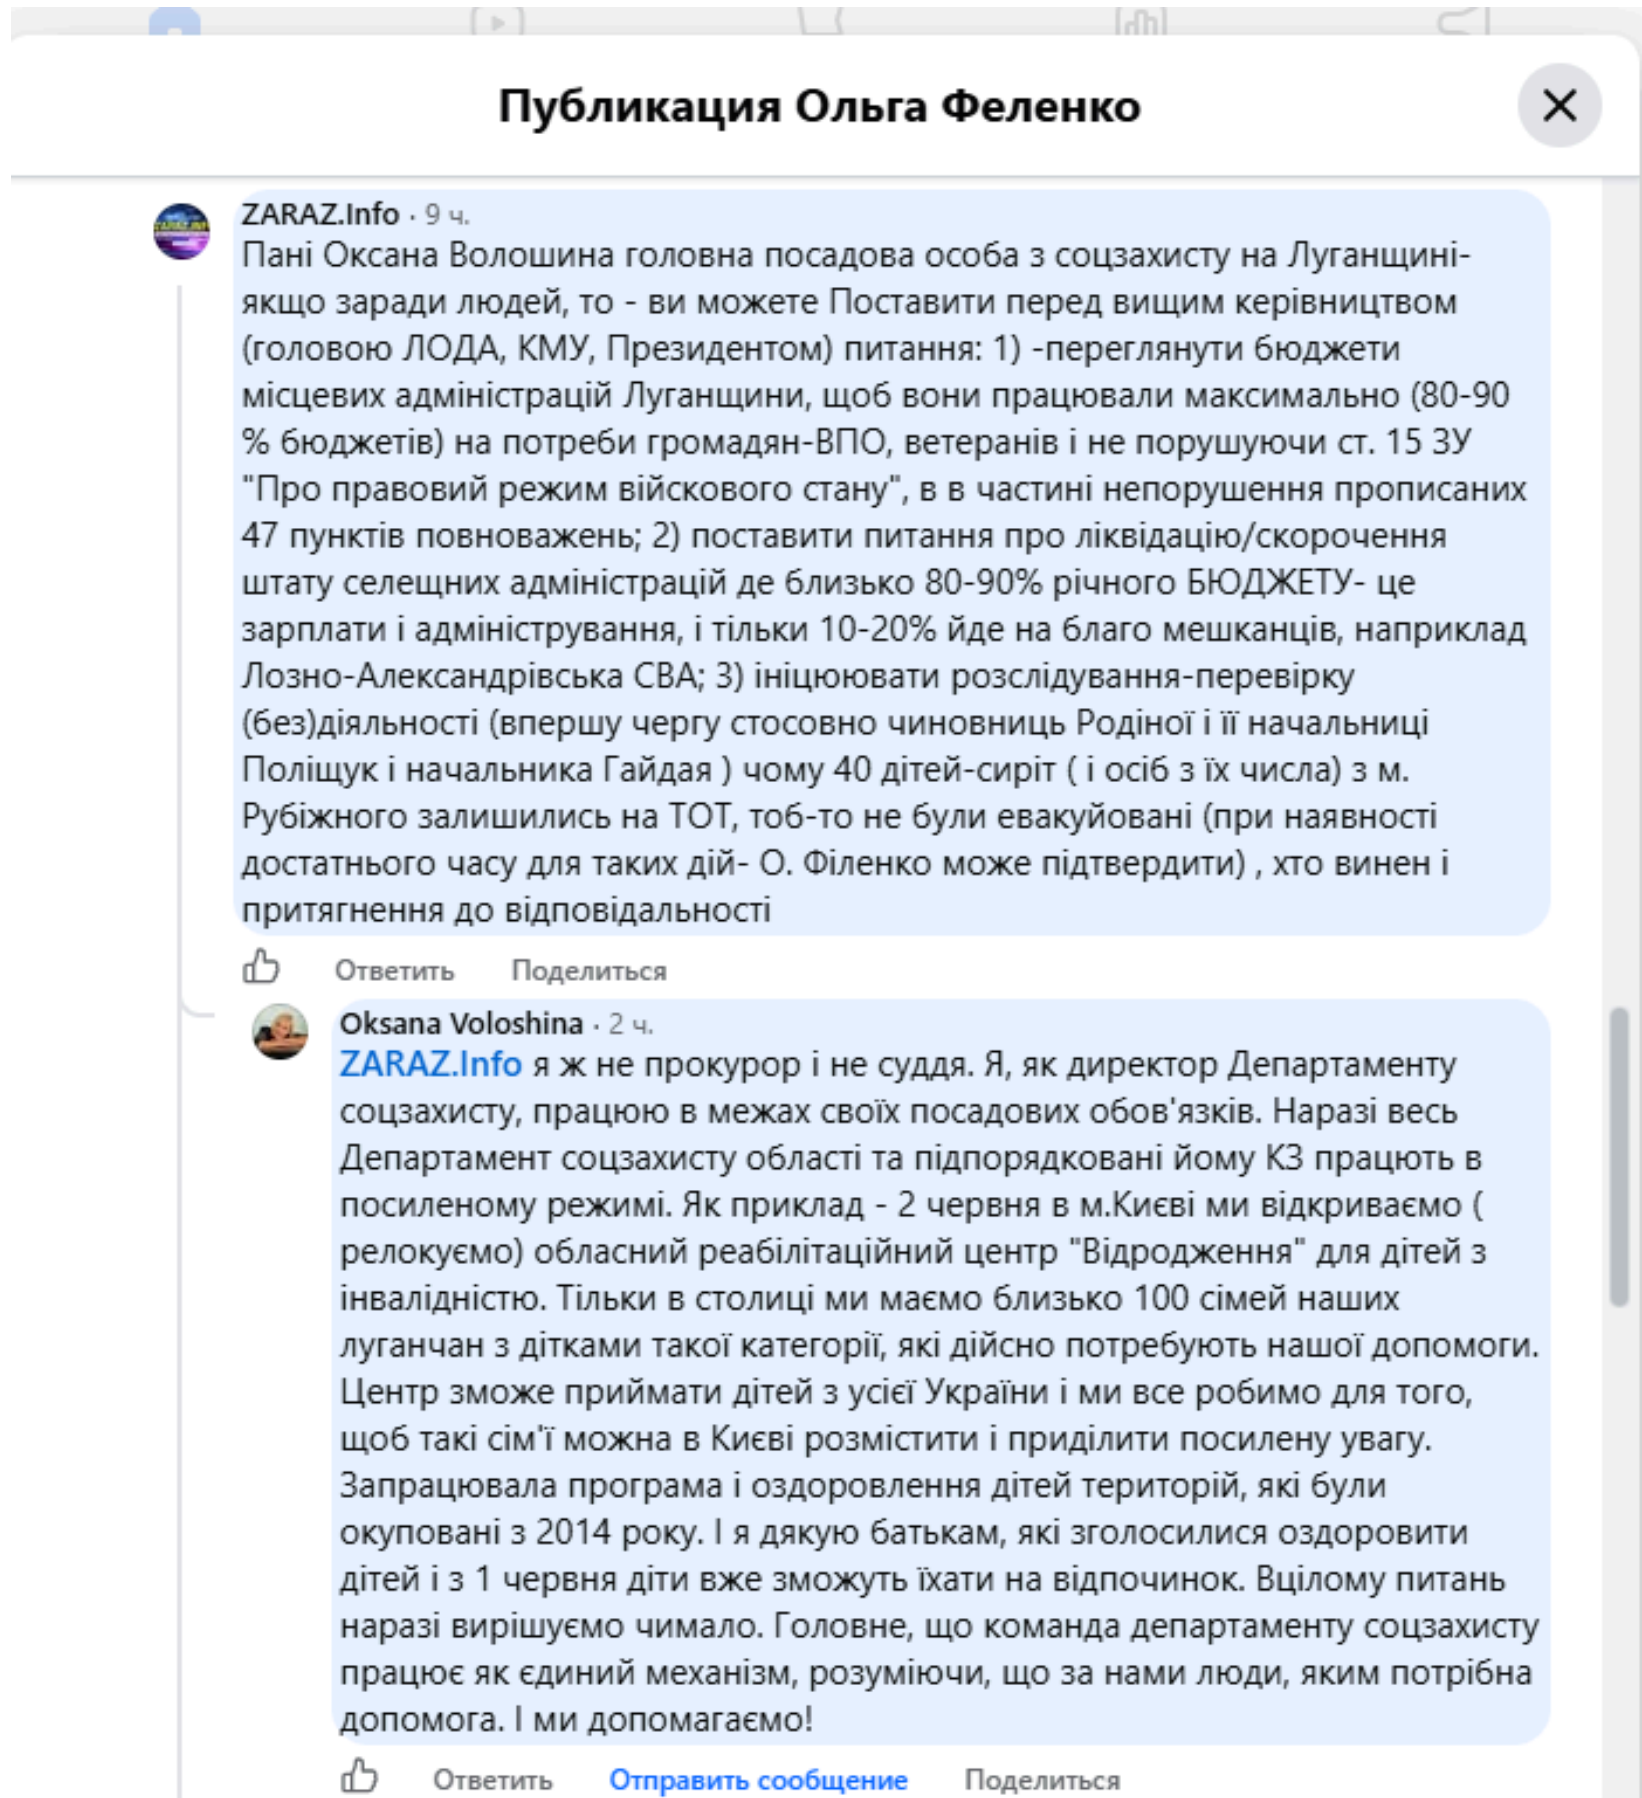 Публикация Ольга Феленко
ZARAZ.Info · 9 ч.
Пані Оксана Волошина головна посадова особа з соцзахисту на Луганщині-
якщо заради людей, то - ви можете Поставити перед вищим керівництвом
(головою ЛОДА, КМУ, Президентом) питання: 1) -переглянути бюджети
місцевих адміністрацій Луганщини, щоб вони працювали максимально (80-90
% бюджетів) на потреби громадян-ВПО, ветеранів і не порушуючи ст. 15 ЗУ
"Про правовий режим війскового стану", в в частині непорушення прописаних
47 пунктів повноважень; 2) поставити питання про ліквідацію/скорочення
штату селещних адміністрацій де близько 80-90% річного БЮДЖЕТУ- це
зарплати і адміністрування, і тільки 10-20% йде на благо мешканців, наприклад
Лозно-Александрівська СВА; 3) ініцюювати розслідування-перевірку
(без)діяльності (впершу чергу стосовно чиновниць Родіної і її начальниці
Поліщук і начальника Гайдая ) чому 40 дітей-сиріт ( і осіб з їх числа) з м.
Рубіжного залишились на ТОТ, тоб-то не були евакуйовані (при наявності
достатнього часу для таких дій- О. Філенко може підтвердити) , хто винен і
притягнення до відповідальності
Ответить Поделиться
Oksana Voloshina · 2 ч.
ZARAZ.Info я ж не прокурор і не суддя. Я, як директор Департаменту
соцзахисту, працюю в межах своїх посадових обов'язків. Наразі весь
Департамент соцзахисту області та підпорядковані йому КЗ працють в
посиленому режимі. Як приклад - 2 червня в м.Києві ми відкриваємо (
релокуємо) обласний реабілітаційний центр "Відродження" для дітей з
інвалідністю. Тільки в столиці ми маємо близько 100 сімей наших
луганчан з дітками такої категорії, які дійсно потребують нашої допомоги.
Центр зможе приймати дітей з усієї України і ми все робимо для того,
щоб такі сім'ї можна в Києві розмістити і приділити посилену увагу.
Запрацювала програма і оздоровлення дітей територій, які були
окуповані з 2014 року. І я дякую батькам, які зголосилися оздоровити
дітей і з 1 червня діти вже зможуть їхати на відпочинок. Вцілому питань
наразі вирішуємо чимало. Головне, що команда департаменту соцзахисту
працює як єдиний механізм, розуміючи, що за нами люди, яким потрібна
допомога. І ми допомагаємо!
Ответить Отправить сообщение Поделиться